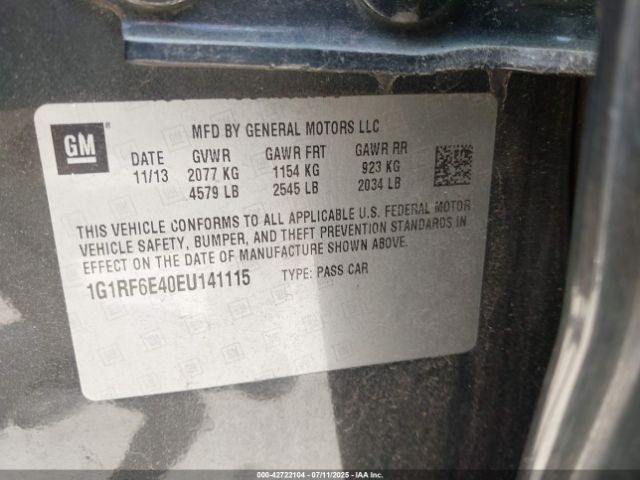 GM
MFD BY GENERAL MOTORS LLC
DATE GVWR GAWR FRT GAWR RR
11/13 2077 KG 1154 KG 923 KG
4579 LB 2545 LB 2034 LB
THIS VEHICLE CONFORMS TO ALL APPLICABLE U.S. FEDERAL MOTOR
VEHICLE SAFETY, BUMPER, AND THEFT PREVENTION STANDARDS IN
EFFECT ON THE DATE OF MANUFACTURE SHOWN ABOVE.
1G1RF6E40EU141115 TYPE: PASS CAR
000-42722104 - 07/11/2025 - IAA Inc.